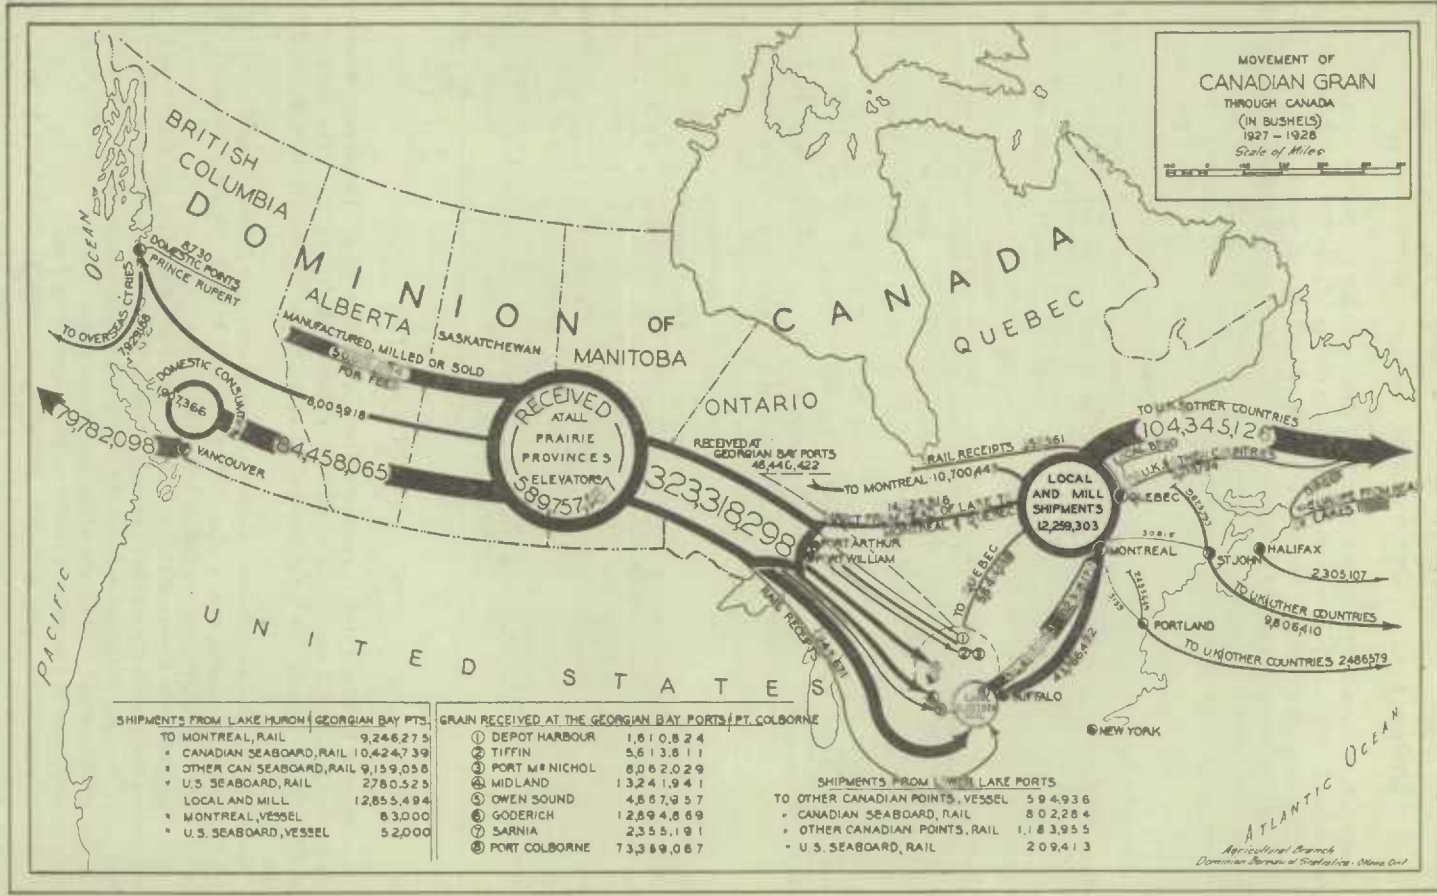 MOVEMENT OF
CANADIAN GRAIN
THROUGH CANADA
(IN BUSHELS)
1927 – 1928
Scale of Miles
BRITISH
COLUMBIA
DOMINION OF CANADA
OCEAN
8730
DOMESTIC POINTS
PRINCE RUPERT
TO OVERSEAS CTRIES
ALBERTA
SASKATCHEWAN
MANITOBA
ONTARIO
QUEBEC
MANUFACTURED, MILLED OR SOLD
FOR FEED
8,005,918
DOMESTIC CONSUMPT
1,907,366
79,782,098
VANCOUVER
84,458,065
RECEIVED
AT ALL
PRAIRIE
PROVINCES
ELEVATORS
323,318,298
RECEIVED AT
GEORGIAN BAY PORTS
48,446,422
RAIL RECEIPTS
TO MONTREAL
PORT ARTHUR
FORT WILLIAM
RAIL RECEIPTS
TO QUEBEC
LOCAL
AND MILL
SHIPMENTS
12,259,303
TO U.K. & OTHER COUNTRIES
104,345,126
QUEBEC
MONTREAL
ST JOHN
HALIFAX
2,305,107
TO U.K. & OTHER COUNTRIES
9,806,410
PORTLAND
TO U.K. & OTHER COUNTRIES 2486579
BUFFALO
NEW YORK
PACIFIC
UNITED STATES
ATLANTIC OCEAN
SHIPMENTS FROM LAKE HURON & GEORGIAN BAY PTS.
TO MONTREAL, RAIL 9,246,275
" CANADIAN SEABOARD, RAIL 10,424,739
" OTHER CAN. SEABOARD, RAIL 9,159,058
" U.S. SEABOARD, RAIL 2,780,525
LOCAL AND MILL 12,855,494
" MONTREAL, VESSEL 83,000
" U.S. SEABOARD, VESSEL 52,000
GRAIN RECEIVED AT THE GEORGIAN BAY PORTS & PT. COLBORNE
① DEPOT HARBOUR 1,610,824
② TIFFIN 5,613,811
③ PORT McNICHOL 8,062,029
④ MIDLAND 13,241,941
⑤ OWEN SOUND 4,667,957
⑥ GODERICH 12,894,869
⑦ SARNIA 2,355,191
⑧ PORT COLBORNE 73,359,067
SHIPMENTS FROM LOWER LAKE PORTS
TO OTHER CANADIAN POINTS, VESSEL 594,936
" CANADIAN SEABOARD, RAIL 802,284
" OTHER CANADIAN POINTS, RAIL 1,183,955
" U.S. SEABOARD, RAIL 209,413
Agricultural Branch
Dominion Bureau of Statistics - Ottawa, Ont